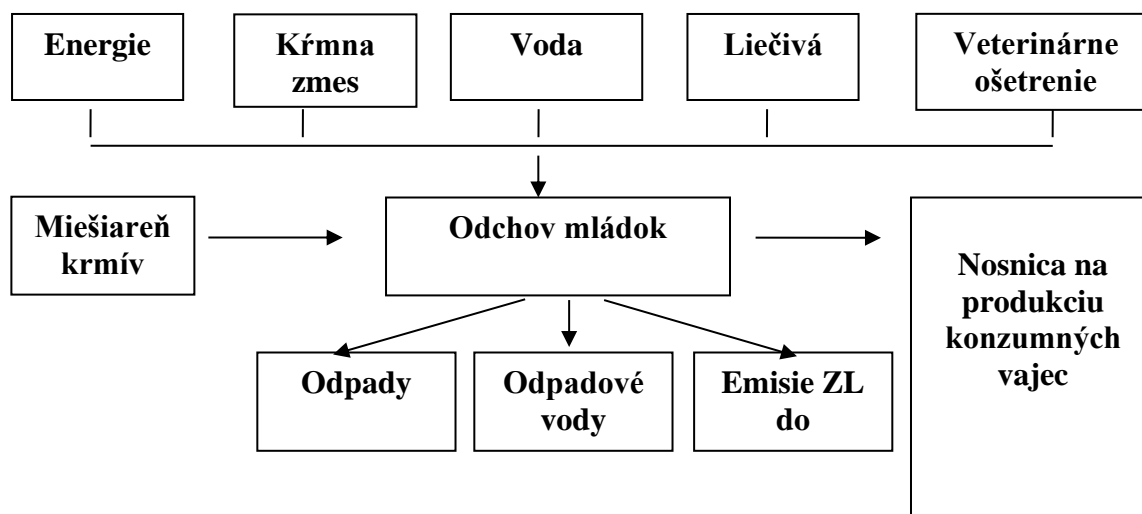 Energie
Kŕmna
zmes
Voda
Liečivá
Veterinárne
ošetrenie
Miešiareň
krmív
Odchov mládok
Nosnica na
produkciu
konzumných
vajec
Odpady
Odpadové
vody
Emisie ZL
do